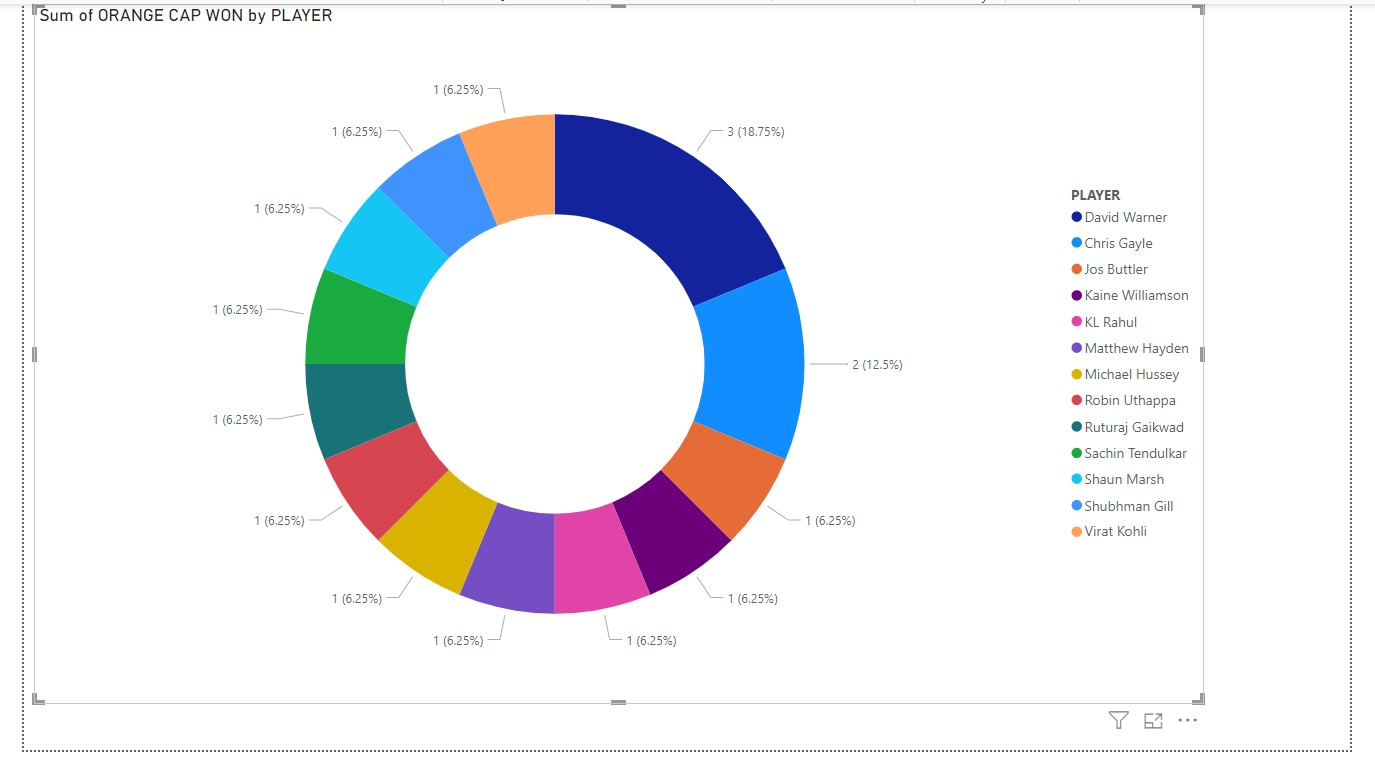 Sum of ORANGE CAP WON by PLAYER
1 (6.25%)
1 (6.25%)
3 (18.75%)
1 (6.25%)
1 (6.25%)
2 (12.5%)
1 (6.25%)
1 (6.25%)
1 (6.25%)
1 (6.25%)
1 (6.25%)
1 (6.25%)
1 (6.25%)
PLAYER
David Warner
Chris Gayle
Jos Buttler
Kaine Williamson
KL Rahul
Matthew Hayden
Michael Hussey
Robin Uthappa
Ruturaj Gaikwad
Sachin Tendulkar
Shaun Marsh
Shubhman Gill
Virat Kohli